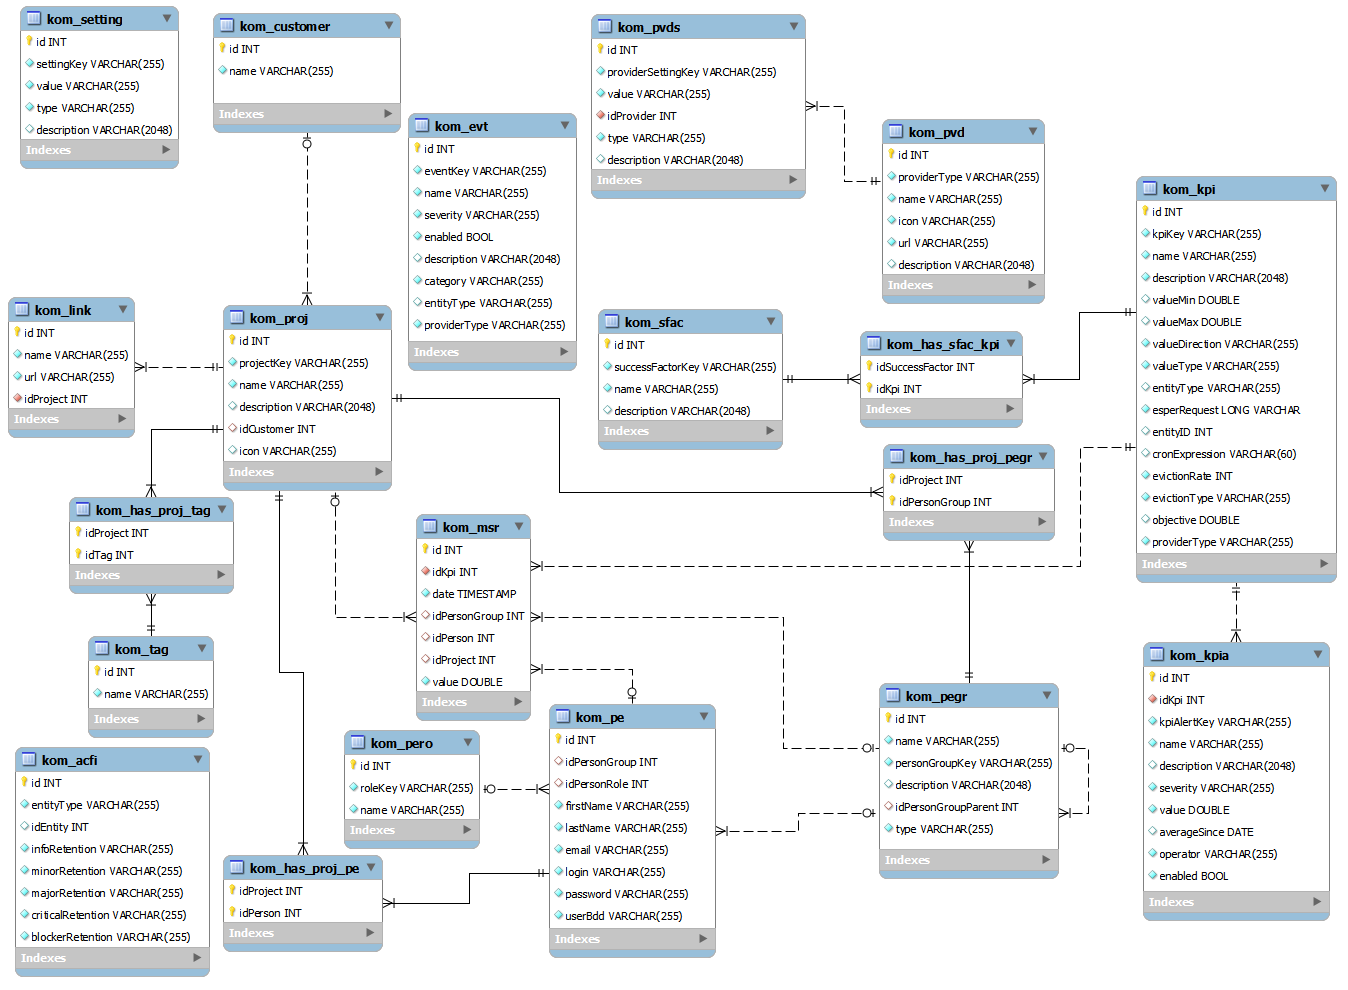 kom_setting
id INT
settingKey VARCHAR(255)
value VARCHAR(255)
type VARCHAR(255)
description VARCHAR(2048)
Indexes
kom_customer
id INT
name VARCHAR(255)
Indexes
kom_evt
id INT
eventKey VARCHAR(255)
name VARCHAR(255)
severity VARCHAR(255)
enabled BOOL
description VARCHAR(2048)
category VARCHAR(255)
entityType VARCHAR(255)
providerType VARCHAR(255)
Indexes
kom_pvds
id INT
providerSettingKey VARCHAR(255)
value VARCHAR(255)
idProvider INT
type VARCHAR(255)
description VARCHAR(2048)
Indexes
kom_pvd
id INT
providerType VARCHAR(255)
name VARCHAR(255)
icon VARCHAR(255)
url VARCHAR(255)
description VARCHAR(2048)
Indexes
kom_kpi
id INT
kpiKey VARCHAR(255)
name VARCHAR(255)
description VARCHAR(2048)
valueMin DOUBLE
valueMax DOUBLE
valueDirection VARCHAR(255)
valueType VARCHAR(255)
entityType VARCHAR(255)
esperRequest LONG VARCHAR
entityID INT
cronExpression VARCHAR(60)
evictionRate INT
evictionType VARCHAR(255)
objective DOUBLE
providerType VARCHAR(255)
Indexes
kom_link
id INT
name VARCHAR(255)
url VARCHAR(255)
idProject INT
Indexes
kom_proj
id INT
projectKey VARCHAR(255)
name VARCHAR(255)
description VARCHAR(2048)
idCustomer INT
icon VARCHAR(255)
Indexes
kom_sfac
id INT
successFactorKey VARCHAR(255)
name VARCHAR(255)
description VARCHAR(2048)
Indexes
kom_has_sfac_kpi
idSuccessFactor INT
idKpi INT
Indexes
kom_has_proj_pegr
idProject INT
idPersonGroup INT
Indexes
kom_has_proj_tag
idProject INT
idTag INT
Indexes
kom_msr
id INT
idKpi INT
date TIMESTAMP
idPersonGroup INT
idPerson INT
idProject INT
value DOUBLE
Indexes
kom_tag
id INT
name VARCHAR(255)
Indexes
kom_kpia
id INT
idKpi INT
kpiAlertKey VARCHAR(255)
name VARCHAR(255)
description VARCHAR(2048)
severity VARCHAR(255)
value DOUBLE
averageSince DATE
operator VARCHAR(255)
enabled BOOL
Indexes
kom_pegr
id INT
name VARCHAR(255)
personGroupKey VARCHAR(255)
description VARCHAR(2048)
idPersonGroupParent INT
type VARCHAR(255)
Indexes
kom_pe
id INT
idPersonGroup INT
idPersonRole INT
firstName VARCHAR(255)
lastName VARCHAR(255)
email VARCHAR(255)
login VARCHAR(255)
password VARCHAR(255)
userBdd VARCHAR(255)
Indexes
kom_pero
id INT
roleKey VARCHAR(255)
name VARCHAR(255)
Indexes
kom_acfi
id INT
entityType VARCHAR(255)
idEntity INT
infoRetention VARCHAR(255)
minorRetention VARCHAR(255)
majorRetention VARCHAR(255)
criticalRetention VARCHAR(255)
blockerRetention VARCHAR(255)
Indexes
kom_has_proj_pe
idProject INT
idPerson INT
Indexes